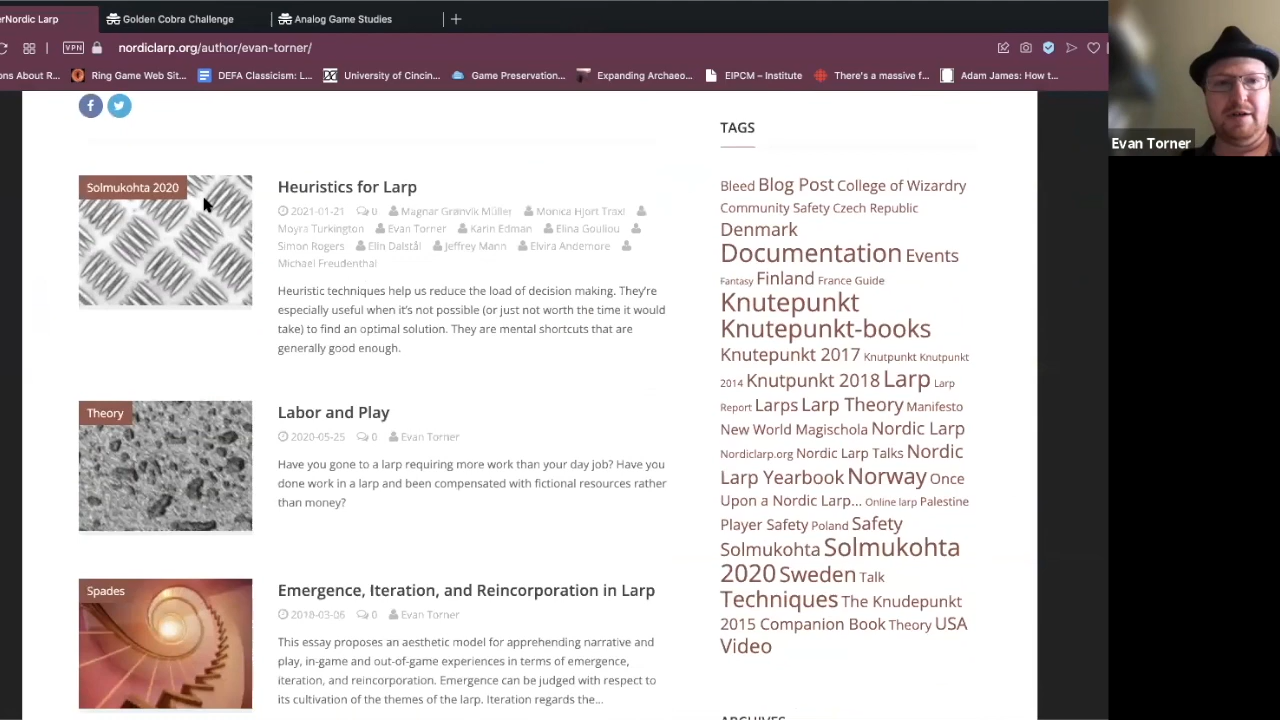 erNordic Larp
Golden Cobra Challenge
Analog Game Studies
VPN
nordiclarp.org/author/evan-torner/
ons About R...
Ring Game Web Sit...
DEFA Classicism: L...
University of Cincin...
Game Preservation...
Expanding Archaeo...
EIPCM – Institute
There's a massive f...
Adam James: How t...
Evan Torner
Solmukohta 2020
Heuristics for Larp
2021-01-21 0 Magnar Grønvik Müller Monica Hjort Traxl
Moyra Turkington Evan Torner Karin Edman Elina Gouliou
Simon Rogers Elin Dalstål Jeffrey Mann Elvira Andemore
Michael Freudenthal
Heuristic techniques help us reduce the load of decision making. They're
especially useful when it's not possible (or just not worth the time it would
take) to find an optimal solution. They are mental shortcuts that are
generally good enough.
Theory
Labor and Play
2020-05-25 0 Evan Torner
Have you gone to a larp requiring more work than your day job? Have you
done work in a larp and been compensated with fictional resources rather
than money?
Spades
Emergence, Iteration, and Reincorporation in Larp
2018-03-06 0 Evan Torner
This essay proposes an aesthetic model for apprehending narrative and
play, in-game and out-of-game experiences in terms of emergence,
iteration, and reincorporation. Emergence can be judged with respect to
its cultivation of the themes of the larp. Iteration regards the...
TAGS
Bleed Blog Post College of Wizardry
Community Safety Czech Republic
Denmark
Documentation Events
Fantasy Finland France Guide
Knutepunkt
Knutepunkt-books
Knutepunkt 2017 Knutpunkt Knutpunkt
2014 Knutpunkt 2018 Larp Larp
Report Larps Larp Theory Manifesto
New World Magischola Nordic Larp
Nordiclarp.org Nordic Larp Talks Nordic
Larp Yearbook Norway Once
Upon a Nordic Larp... Online larp Palestine
Player Safety Poland Safety
Solmukohta Solmukohta
2020 Sweden Talk
Techniques The Knudepunkt
2015 Companion Book Theory USA
Video
ARCHIVES